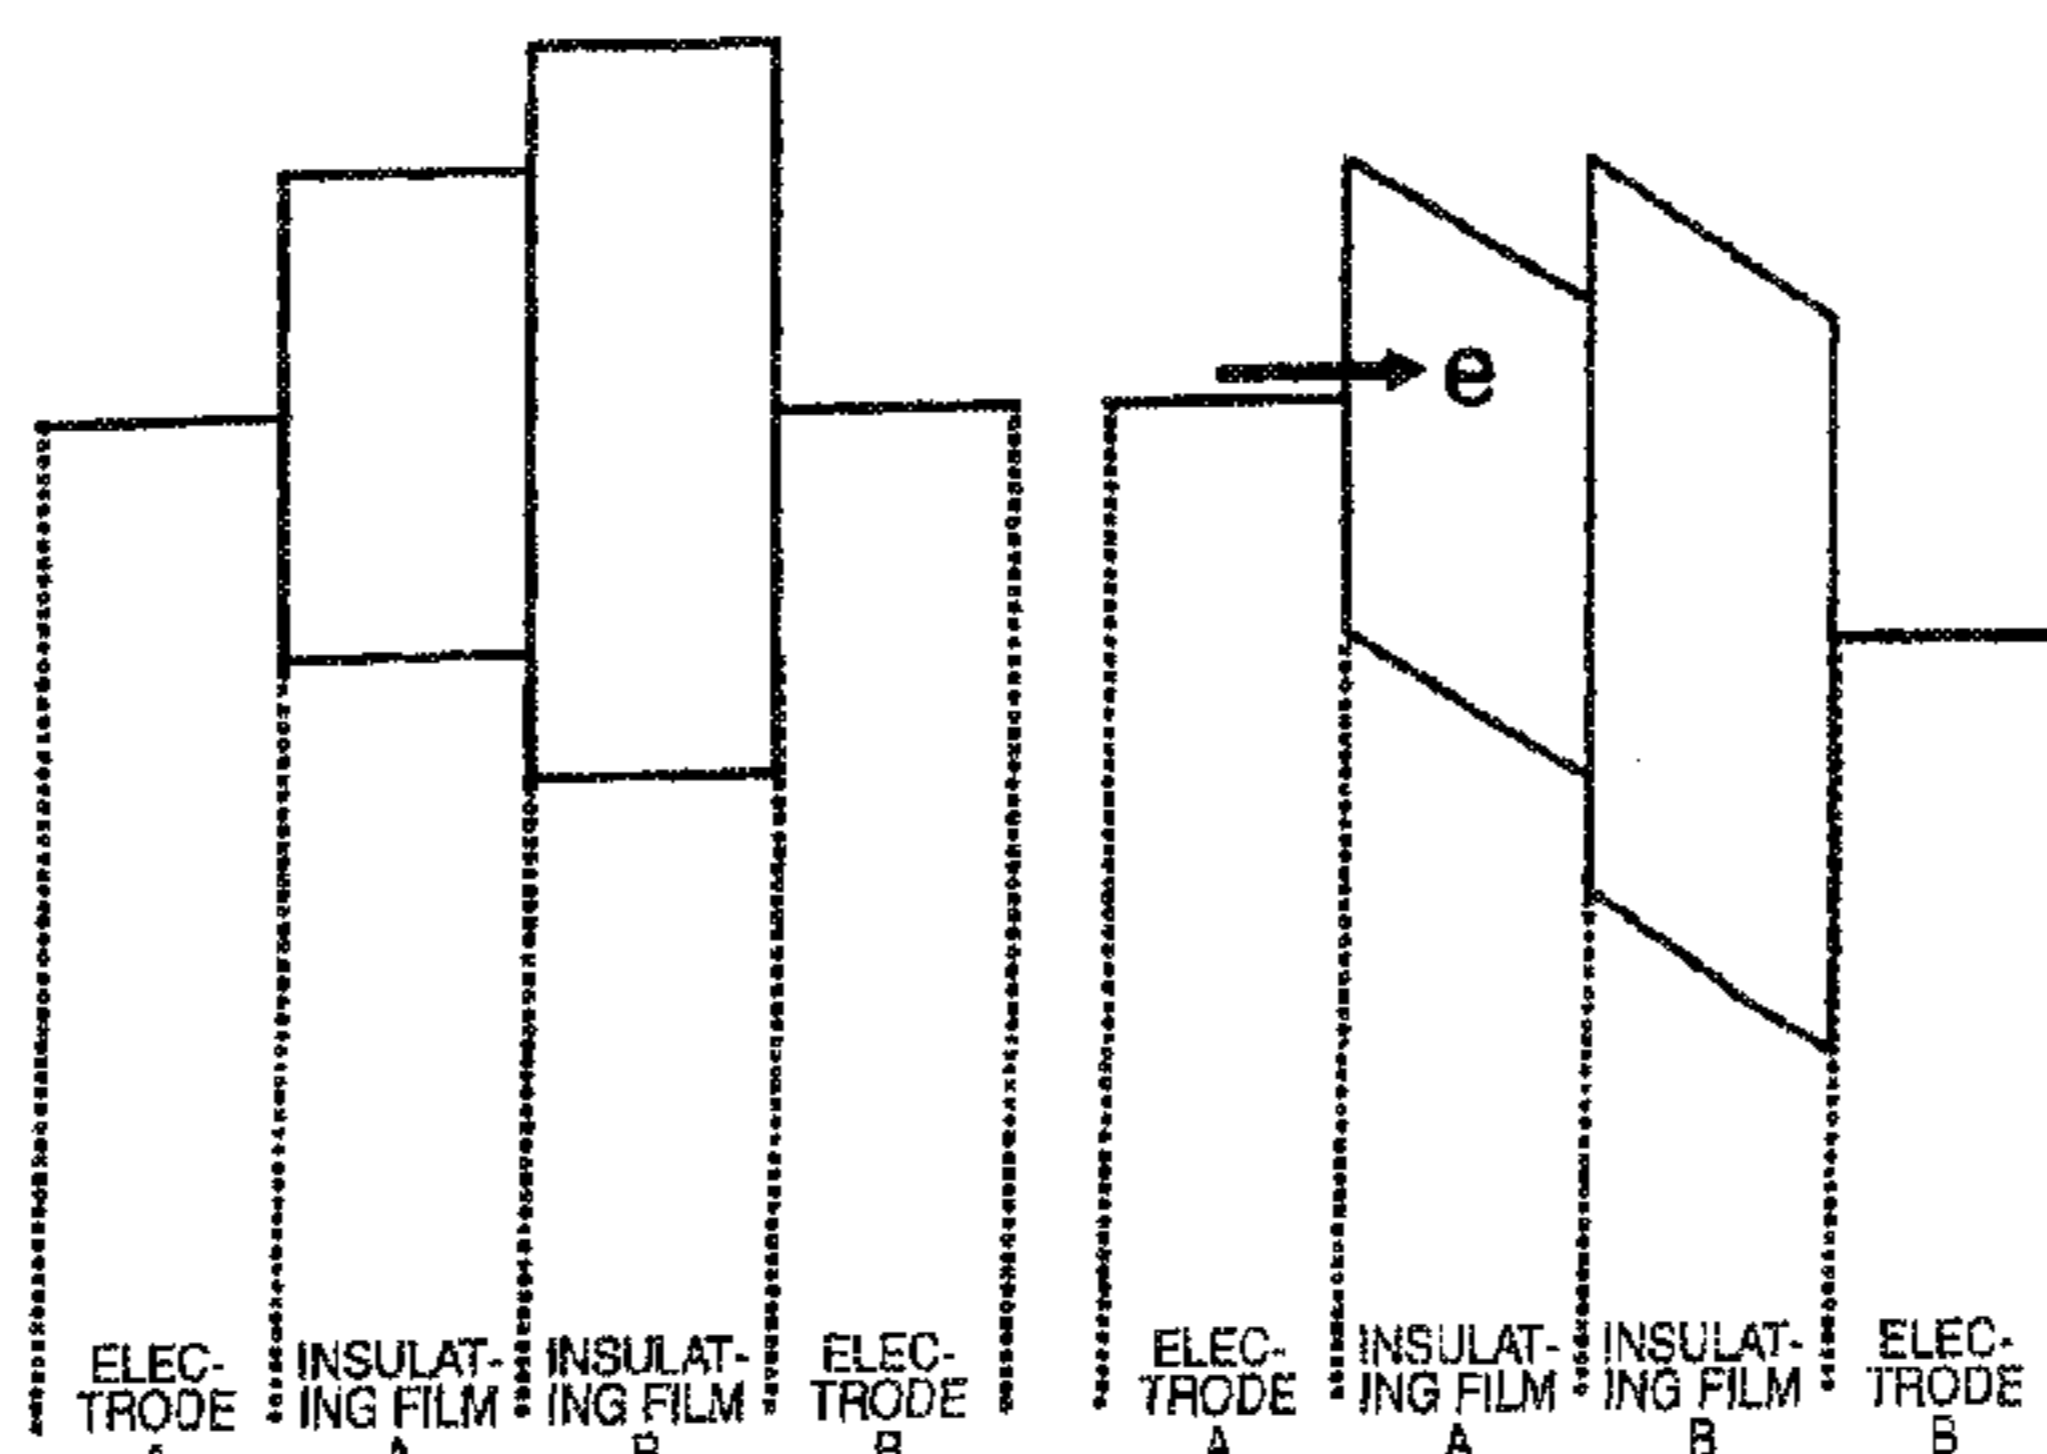 e
ELEC-
TRODE
INSULAT-
ING FILM
A
INSULAT-
ING FILM
B
ELEC-
TRODE
B
ELEC-
TRODE
A
INSULAT-
ING FILM
A
INSULAT-
ING FILM
B
ELEC-
TRODE
B